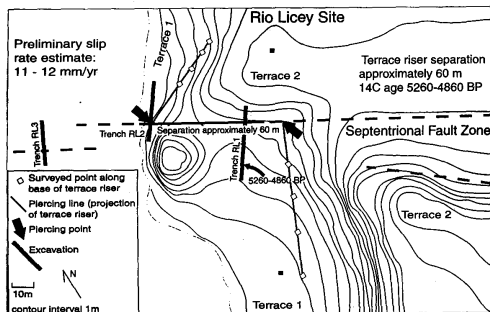 Rio Licey Site
Preliminary slip
rate estimate:
11 - 12 mm/yr
Terrace 1
Terrace 2
Terrace riser separation
approximately 60 m
14C age 5260-4860 BP
Trench RL3
Trench RL2
Separation approximately 60 m
Septentrional Fault Zone
Trench RL1
5260-4860 BP
Terrace 2
Terrace 1
Surveyed point along
base of terrace riser
Piercing line (projection
of terrace riser)
Piercing point
Excavation
N
10m
contour interval 1m